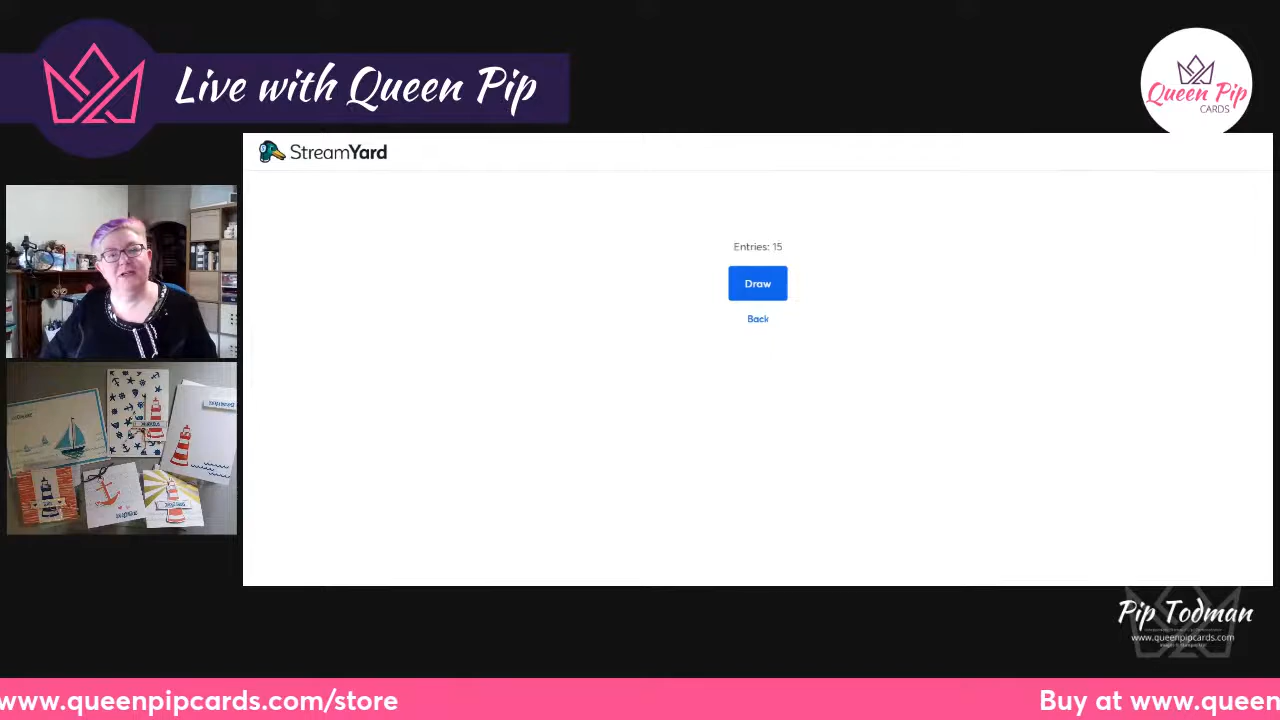 Live with Queen Pip
Queen Pip
CARDS
StreamYard
Entries: 15
Draw
Back
Pip Todman
www.queenpipcards.com
www.queenpipcards.com/store
Buy at www.queen